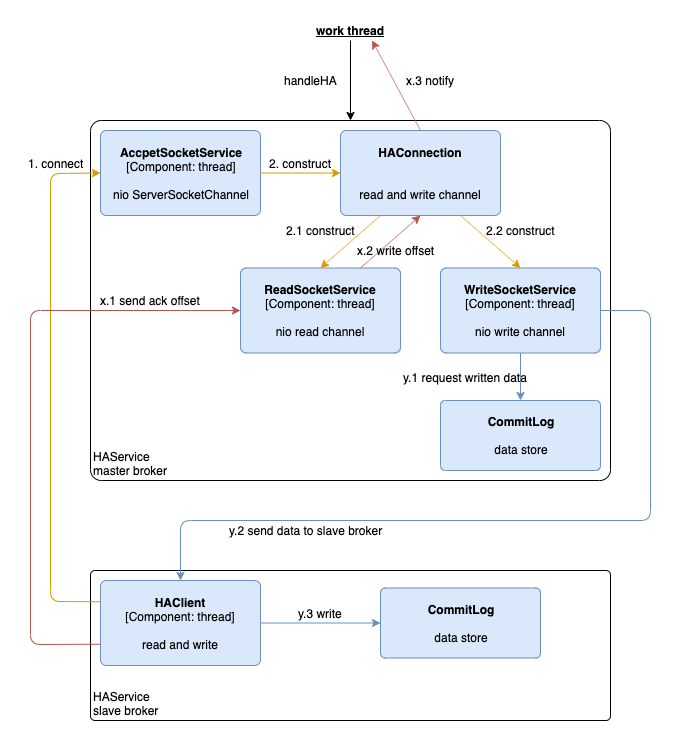 work thread
handleHA
x.3 notify
1. connect
AccpetSocketService
[Component: thread]
nio ServerSocketChannel
2. construct
HAConnection
read and write channel
2.1 construct
x.2 write offset
2.2 construct
x.1 send ack offset
ReadSocketService
[Component: thread]
nio read channel
WriteSocketService
[Component: thread]
nio write channel
y.1 request written data
CommitLog
data store
HAService
master broker
y.2 send data to slave broker
HAClient
[Component: thread]
read and write
y.3 write
CommitLog
data store
HAService
slave broker